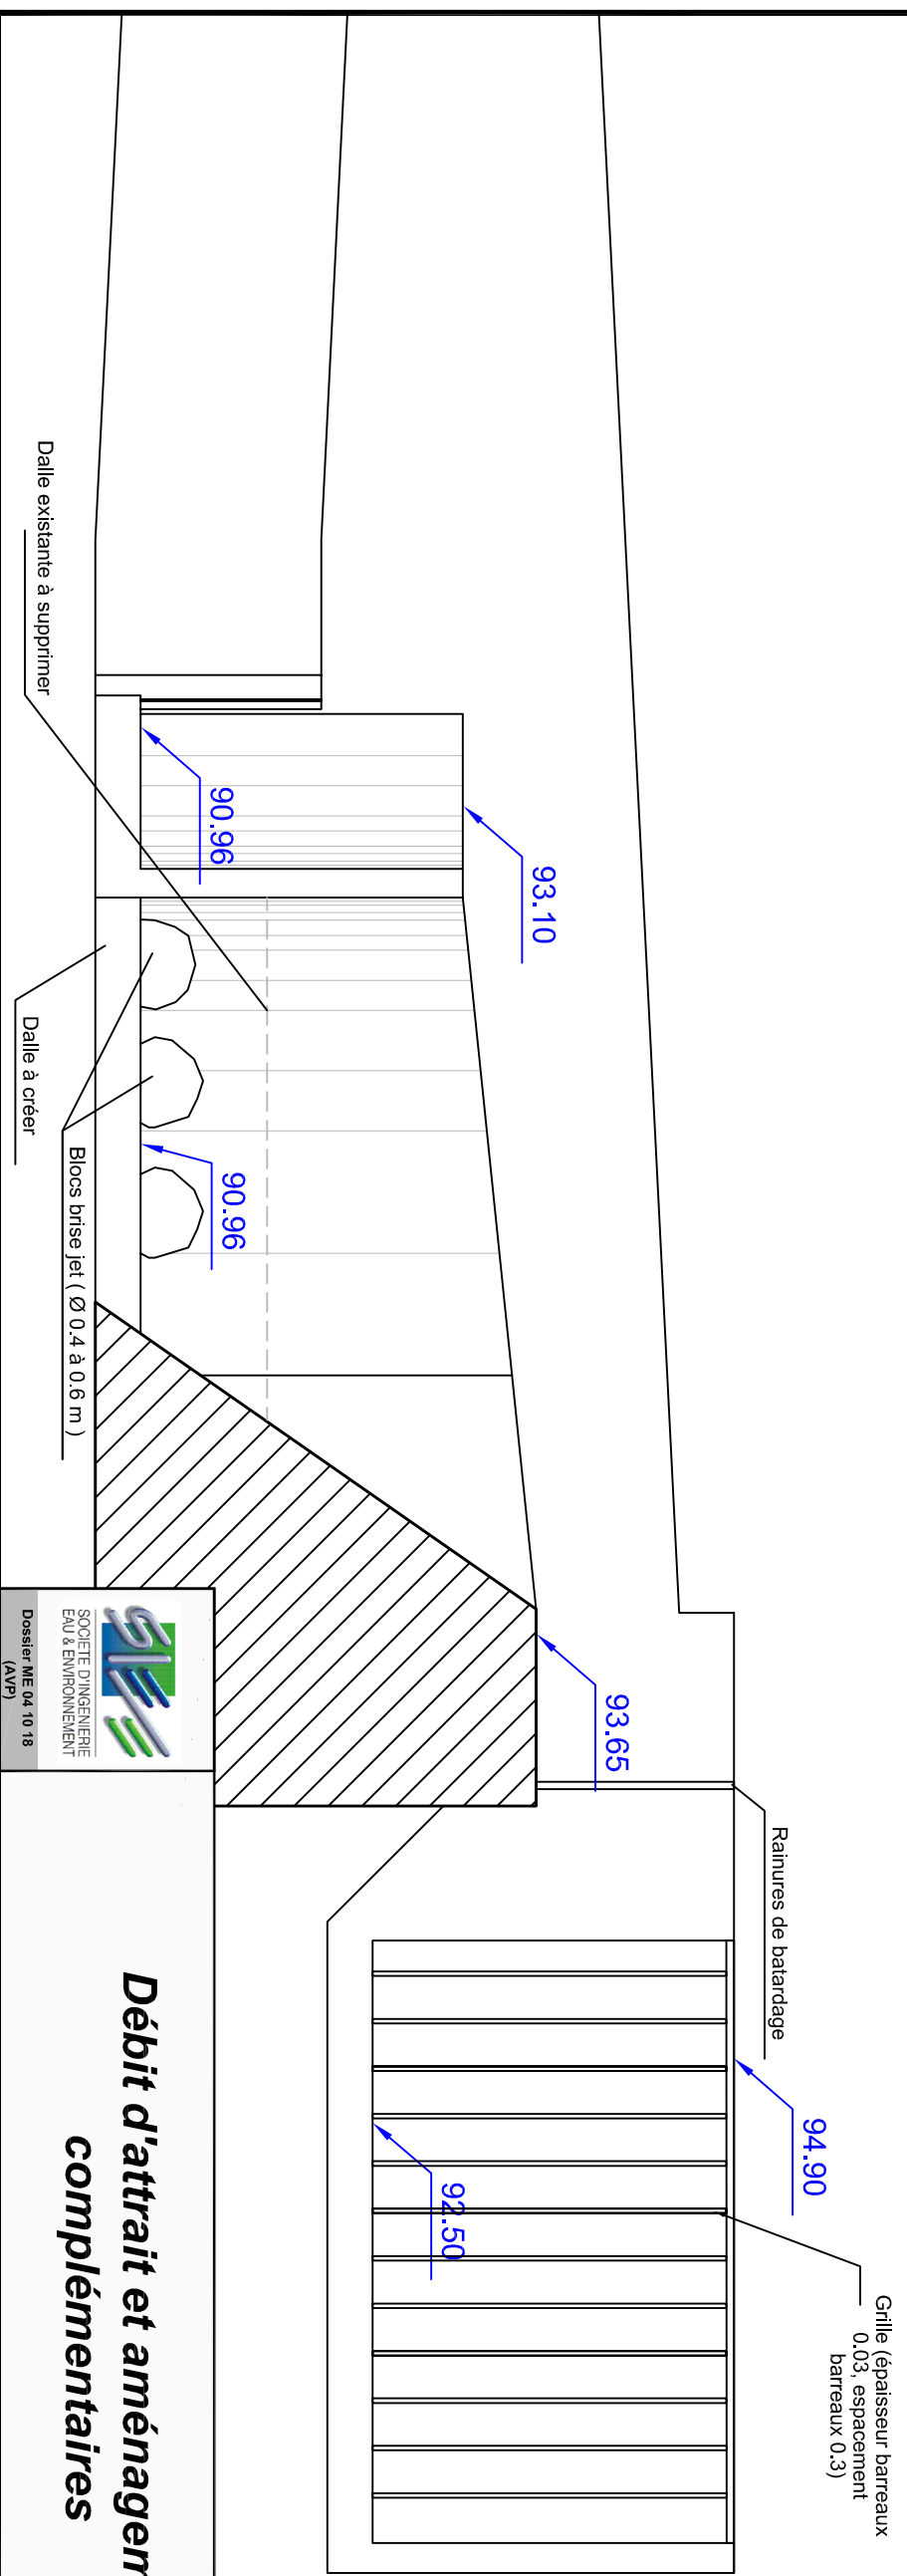 Grille (épaisseur barreaux
0.03, espacement
barreaux 0.3)
94.90
Rainures de batardage
92.50
93.65
93.10
90.96
90.96
Dalle existante à supprimer
Dalle à créer
Blocs brise jet ( Ø 0.4 à 0.6 m )
SIEE
SOCIETE D'INGENIERIE
EAU & ENVIRONNEMENT
Dossier ME 04 10 18
(AVP)
Débit d'attrait et aménagem
complémentaires